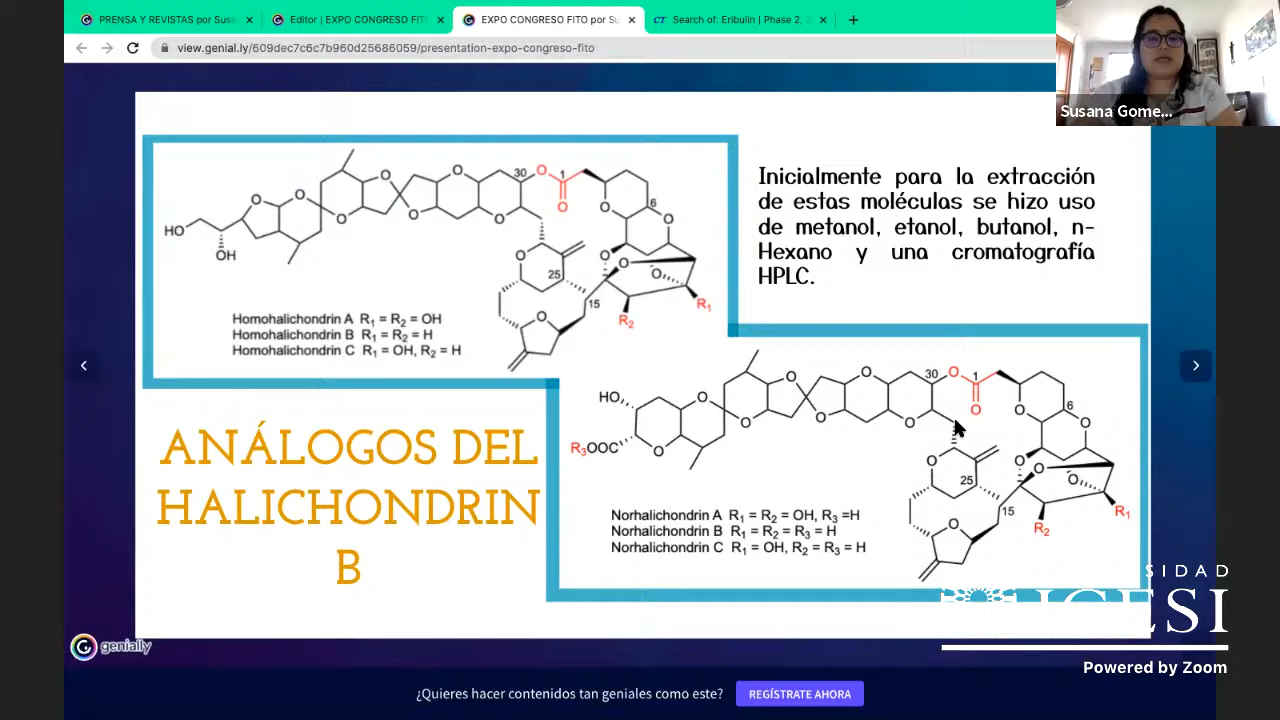 PRENSA Y REVISTAS por Susa
Editor | EXPO CONGRESO FIT
EXPO CONGRESO FITO por Su
CT Search of: Eribulin | Phase 2,
view.genial.ly/609dec7c6c7b960d25686059/presentation-expo-congreso-fito
Susana Gome...
HO
OH
O
O
O
O
O
O
O
30
O
1
O
O
6
O
O
25
O
O
O
15
O
R1
R2
Homohalichondrin A R1 = R2 = OH
Homohalichondrin B R1 = R2 = H
Homohalichondrin C R1 = OH, R2 = H
Inicialmente para la extracción
de estas moléculas se hizo uso
de metanol, etanol, butanol, n-
Hexano y una cromatografía
HPLC.
ANÁLOGOS DEL
HALICHONDRIN
B
HO
R3OOC
O
O
O
O
O
O
O
30
O
1
O
O
6
O
O
25
O
O
O
15
O
R1
R2
Norhalichondrin A R1 = R2 = OH, R3 =H
Norhalichondrin B R1 = R2 = R3 = H
Norhalichondrin C R1 = OH, R2 = R3 = H
RSIDAD
ICESI
Powered by Zoom
genially
¿Quieres hacer contenidos tan geniales como este?
REGÍSTRATE AHORA